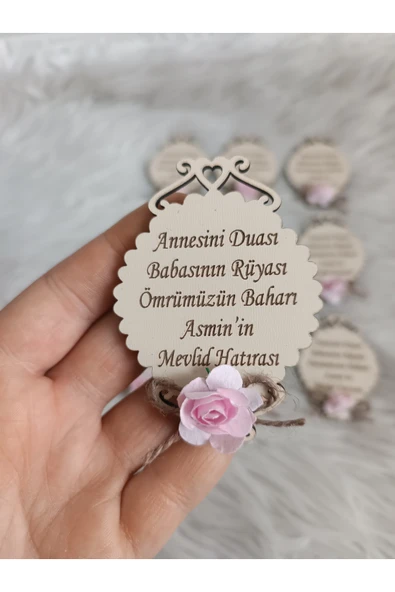 Annesini Duası
Babasının Rüyası
Ömrümüzün Baharı
Asmin'in
Mevlid Hatırası